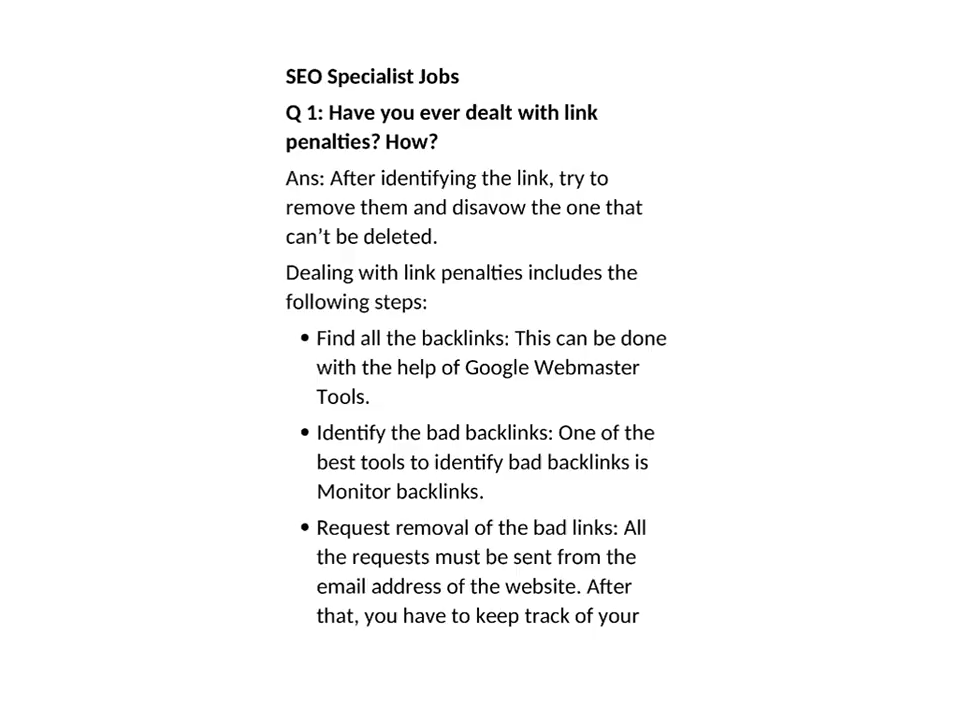 SEO Specialist Jobs
Q 1: Have you ever dealt with link
penalties? How?
Ans: After identifying the link, try to
remove them and disavow the one that
can’t be deleted.
Dealing with link penalties includes the
following steps:
• Find all the backlinks: This can be done
with the help of Google Webmaster
Tools.
• Identify the bad backlinks: One of the
best tools to identify bad backlinks is
Monitor backlinks.
• Request removal of the bad links: All
the requests must be sent from the
email address of the website. After
that, you have to keep track of your